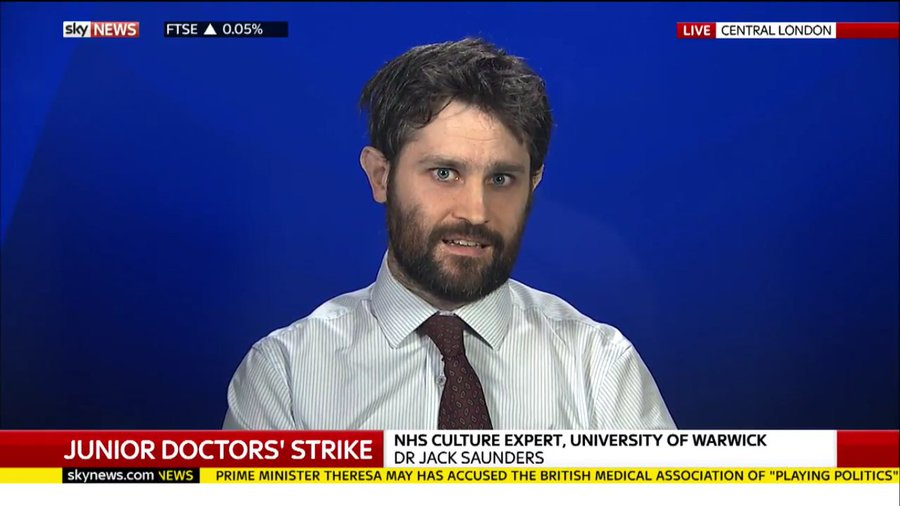 sky NEWS
FTSE ▲ 0.05%
LIVE CENTRAL LONDON
JUNIOR DOCTORS' STRIKE
NHS CULTURE EXPERT, UNIVERSITY OF WARWICK
DR JACK SAUNDERS
skynews.com NEWS
PRIME MINISTER THERESA MAY HAS ACCUSED THE BRITISH MEDICAL ASSOCIATION OF "PLAYING POLITICS"